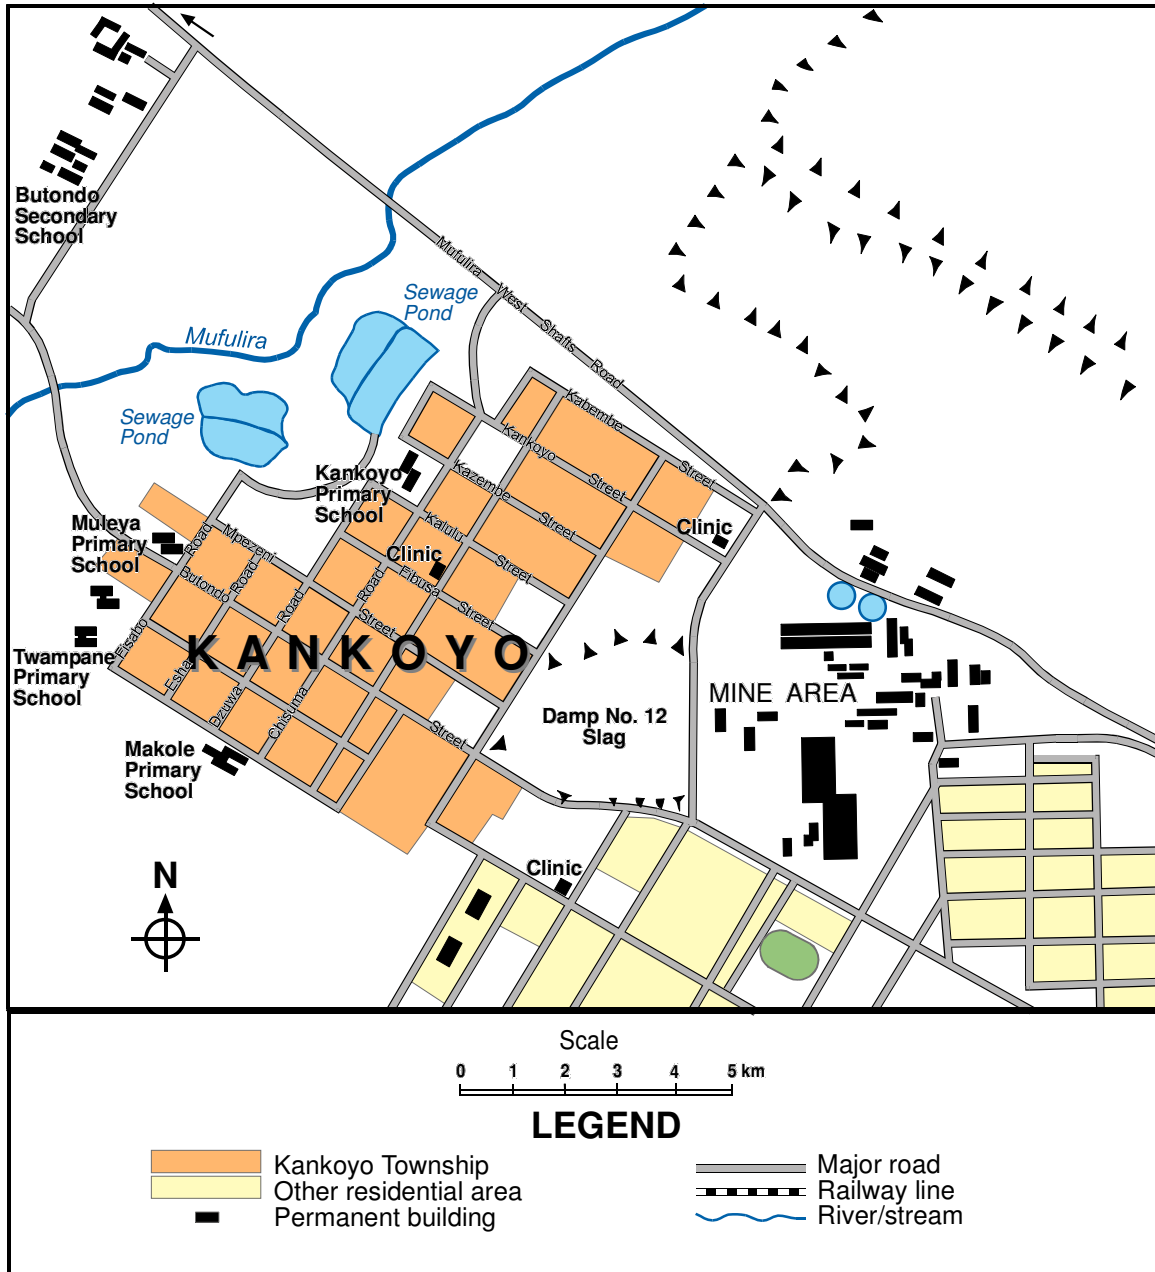 Butondo
Secondary
School
Mufulira West Shafts Road
Sewage
Pond
Mufulira
Sewage
Pond
Kabembe Street
Kankoyo Street
Kazembe Street
Kalulu Street
Kankoyo
Primary
School
Clinic
Clinic
Fibusa Street
Muleya
Primary
School
Road
Mpezeni
Street
Butondo
Road
Road
Road
Street
Fisabo
Esha
Dzuwa
Chisuma
KANKOYO
Twampane
Primary
School
Makole
Primary
School
MINE AREA
Damp No. 12
Slag
Clinic
N
Scale
0 1 2 3 4 5 km
LEGEND
Kankoyo Township
Other residential area
Permanent building
Major road
Railway line
River/stream